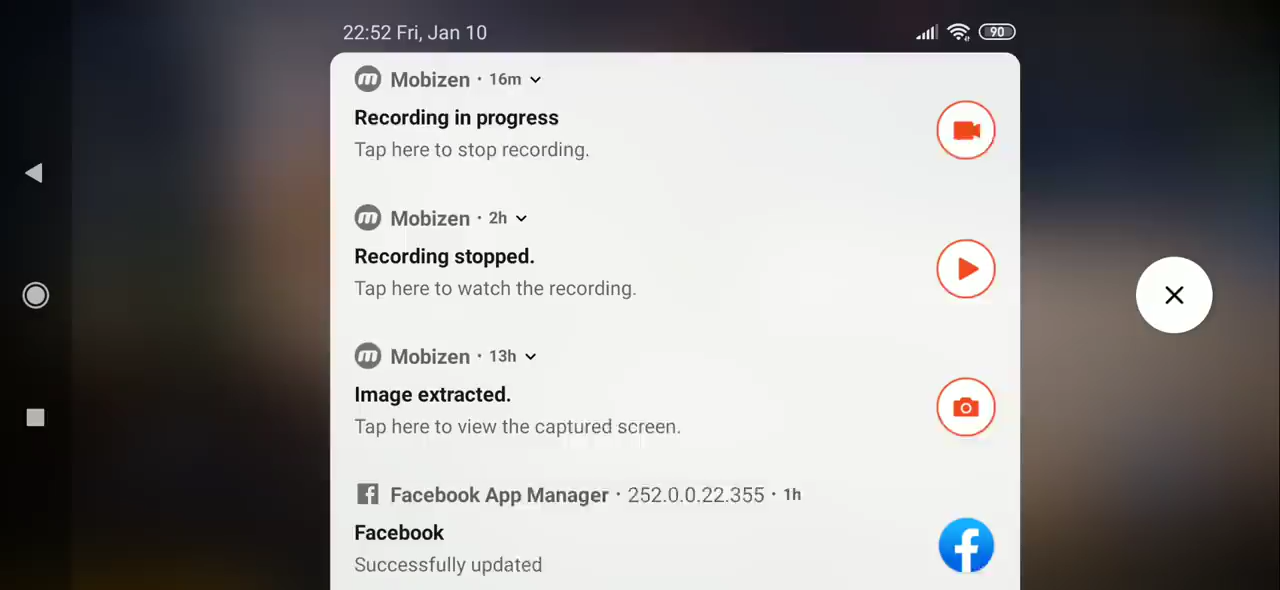 22:52 Fri, Jan 10
90
Mobizen · 16m
Recording in progress
Tap here to stop recording.
Mobizen · 2h
Recording stopped.
Tap here to watch the recording.
Mobizen · 13h
Image extracted.
Tap here to view the captured screen.
Facebook App Manager · 252.0.0.22.355 · 1h
Facebook
Successfully updated